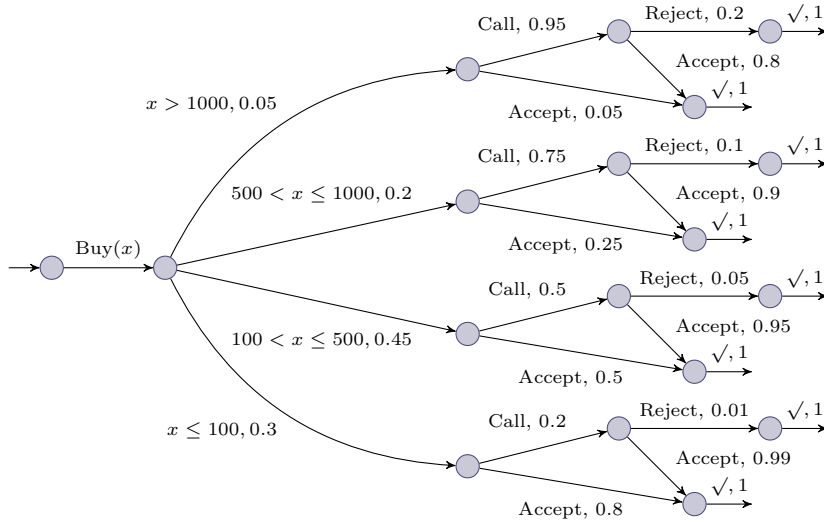 Buy(x)
x > 1000, 0.05
Call, 0.95
Reject, 0.2
√, 1
Accept, 0.8
√, 1
Accept, 0.05
500 < x ≤ 1000, 0.2
Call, 0.75
Reject, 0.1
√, 1
Accept, 0.9
√, 1
Accept, 0.25
100 < x ≤ 500, 0.45
Call, 0.5
Reject, 0.05
√, 1
Accept, 0.95
√, 1
Accept, 0.5
x ≤ 100, 0.3
Call, 0.2
Reject, 0.01
√, 1
Accept, 0.99
√, 1
Accept, 0.8